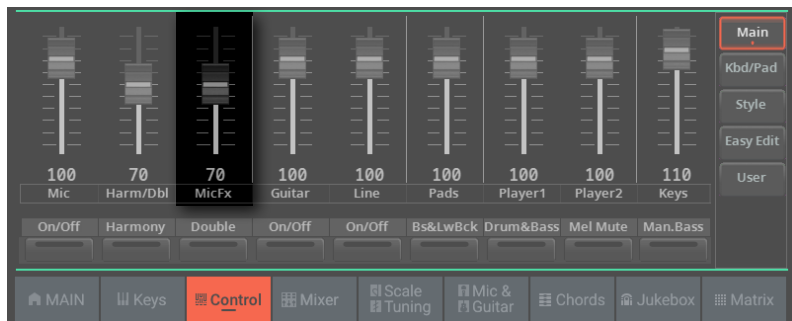 Main
Kbd/Pad
Style
Easy Edit
User
100 70 70 100 100 100 100 100 110
Mic Harm/Dbl MicFx Guitar Line Pads Player1 Player2 Keys
On/Off Harmony Double On/Off On/Off Bs&LwBck Drum&Bass Mel Mute Man.Bass
MAIN Keys Control Mixer Scale Tuning Mic & Guitar Chords Jukebox Matrix